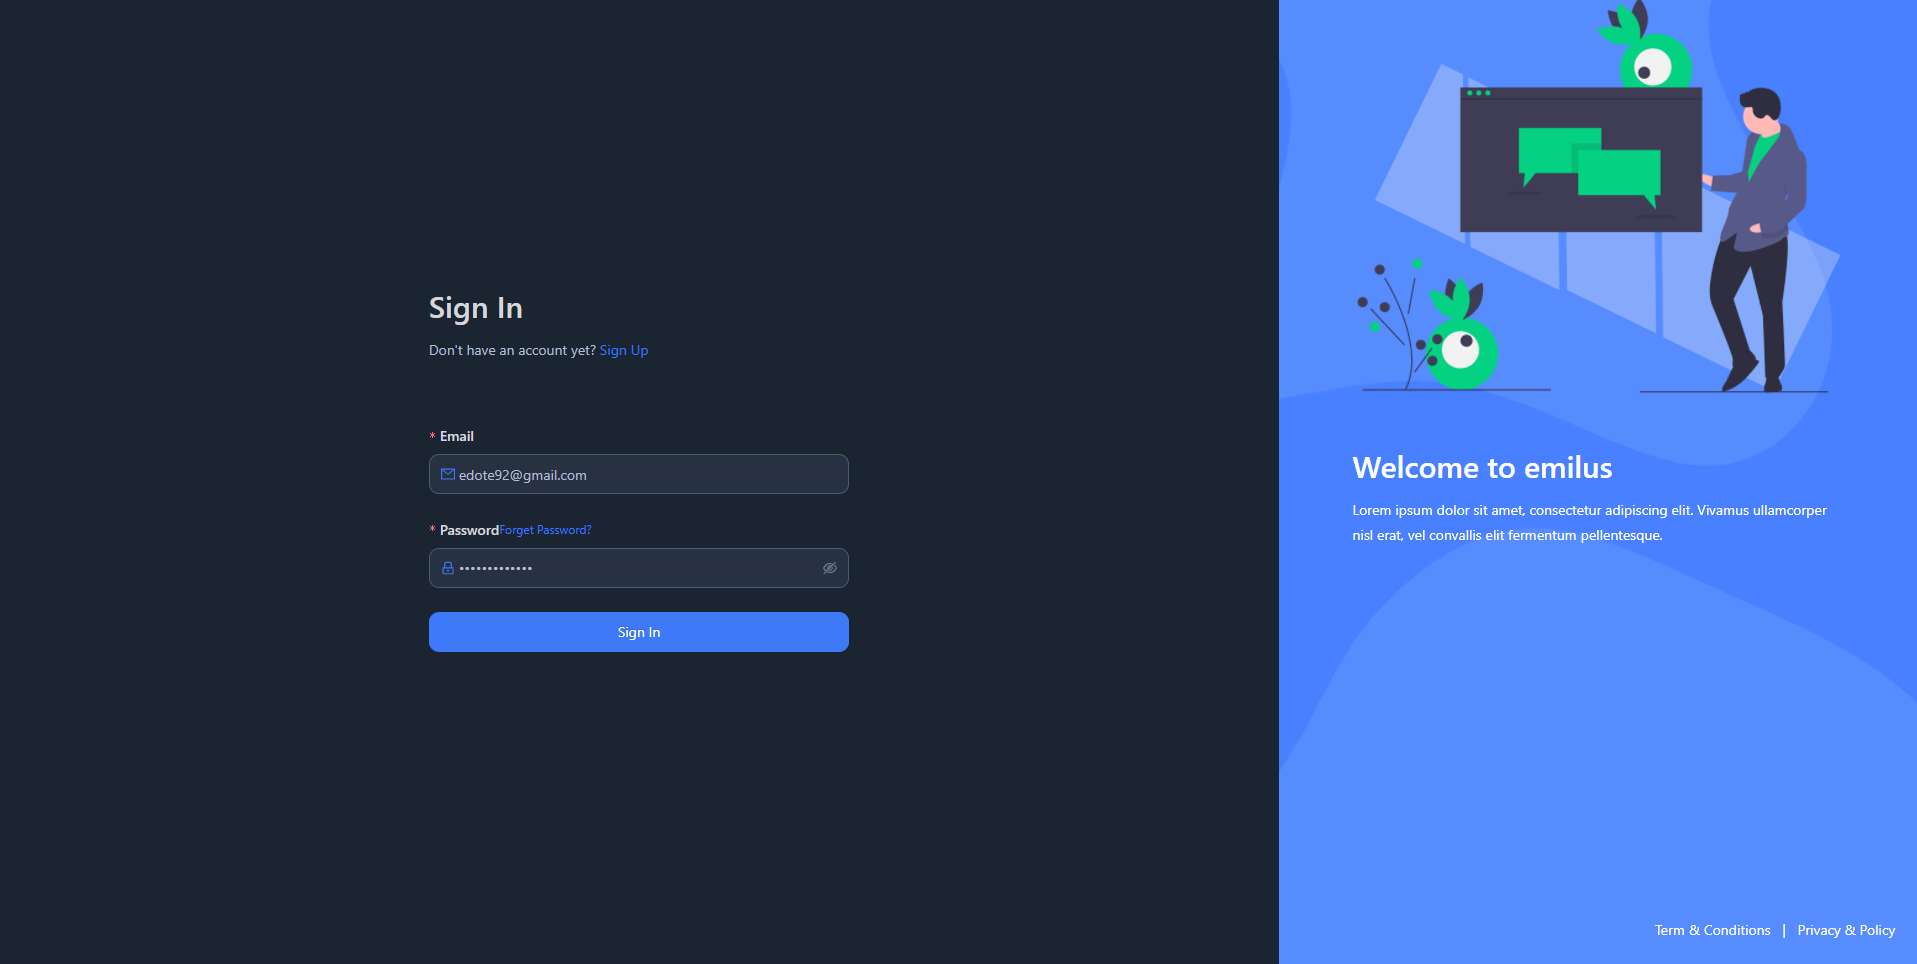 Sign In
Don't have an account yet? Sign Up
* Email
edote92@gmail.com
* Password Forget Password?
•••••••••••••
Sign In
Welcome to emilus
Lorem ipsum dolor sit amet, consectetur adipiscing elit. Vivamus ullamcorper
nisl erat, vel convallis elit fermentum pellentesque.
Term & Conditions | Privacy & Policy